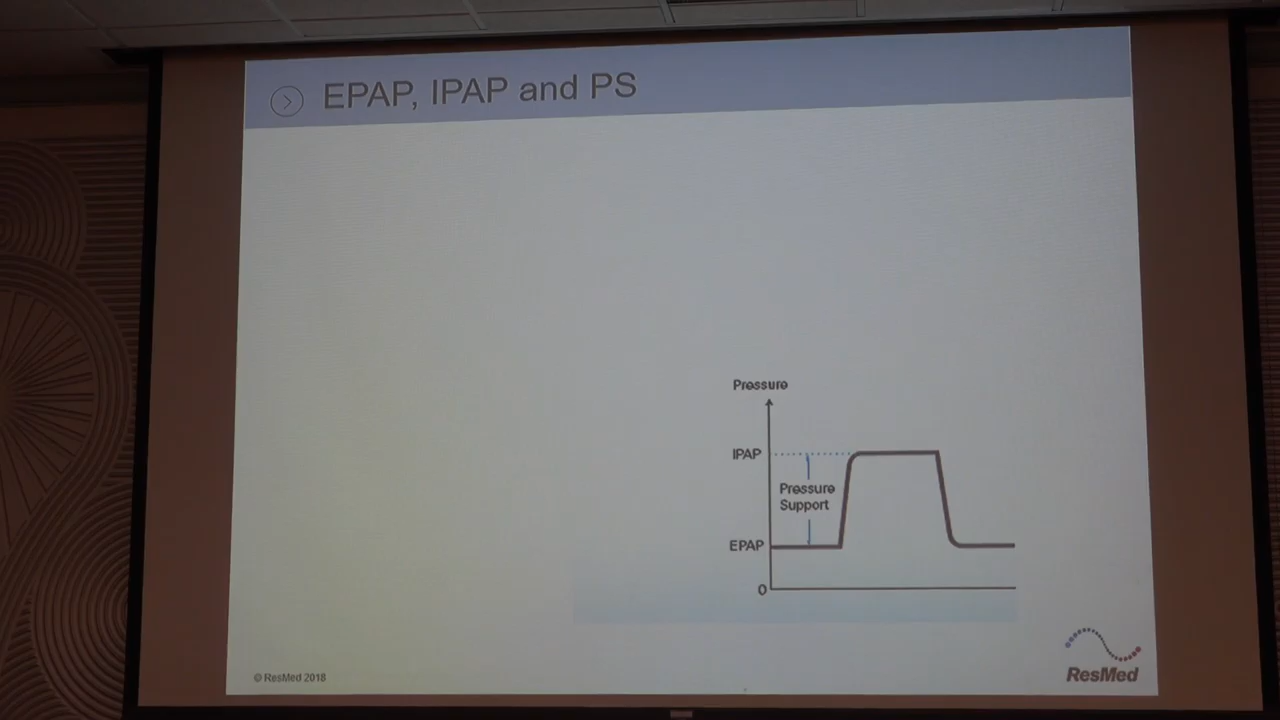 EPAP, IPAP and PS
Pressure
IPAP
Pressure
Support
EPAP
0
© ResMed 2018
ResMed